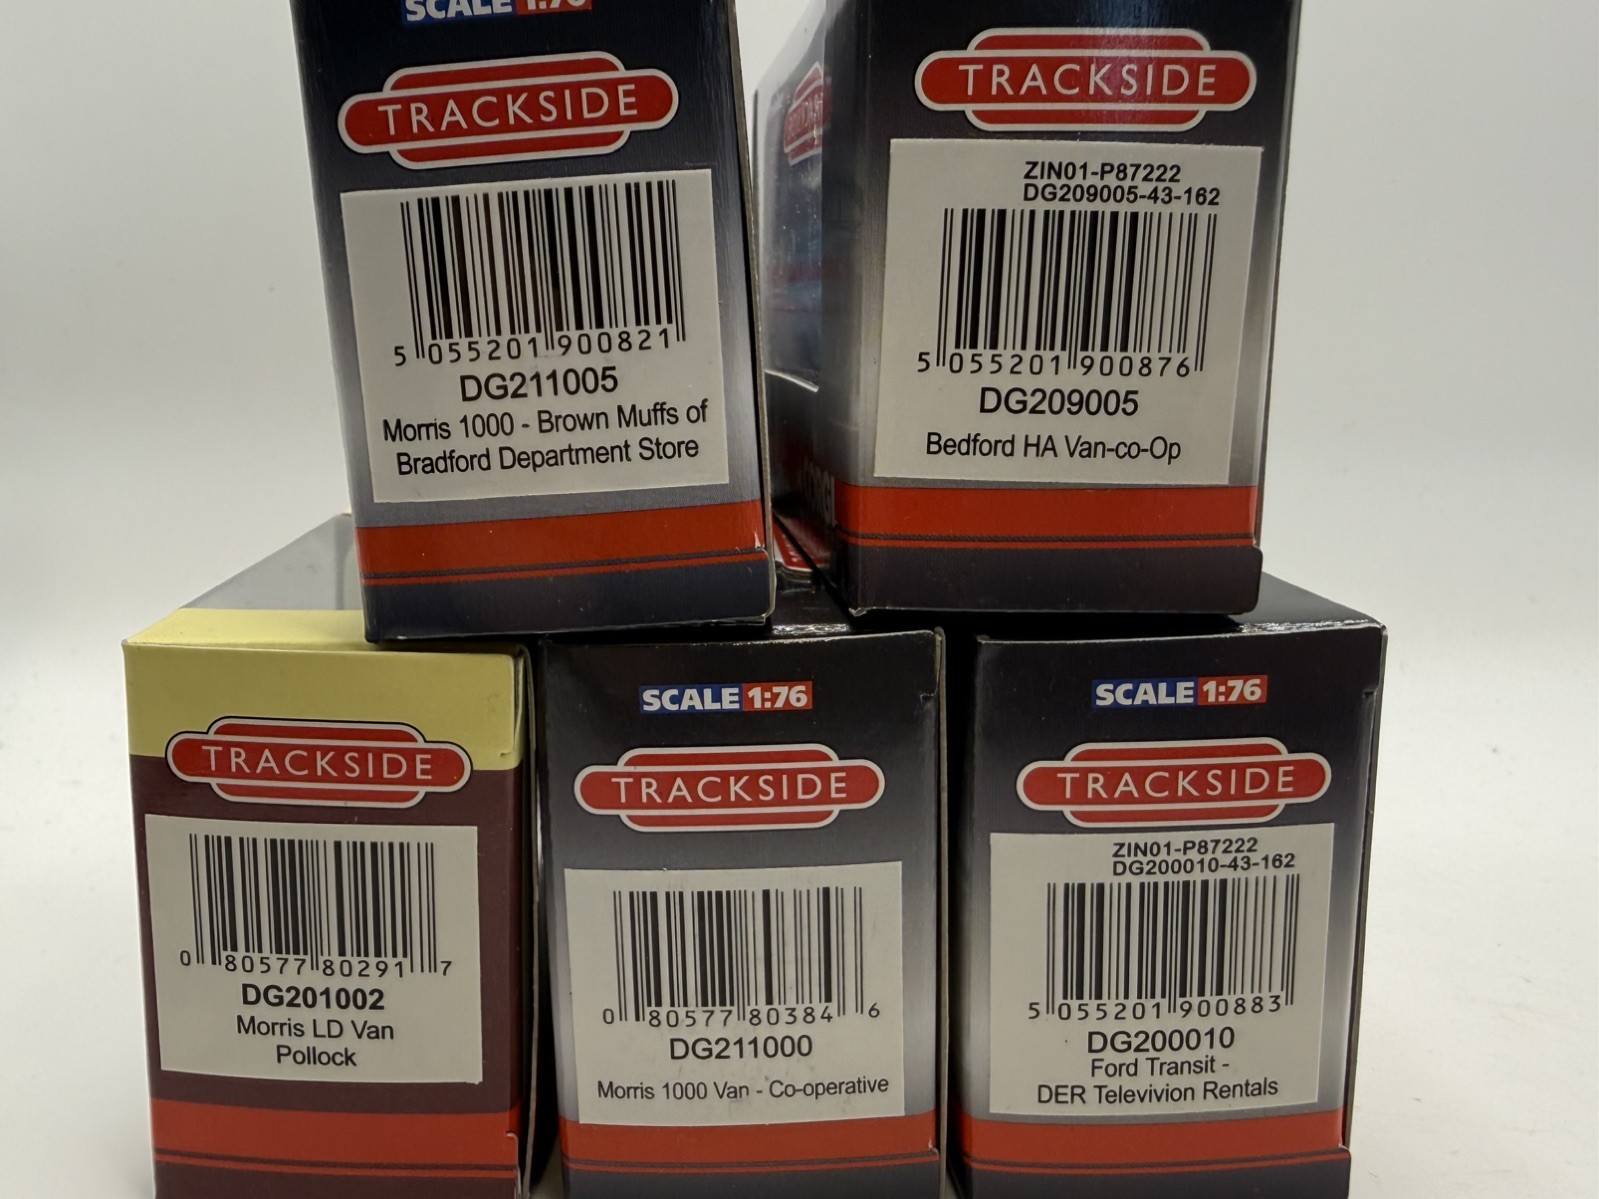 SCALE 1:76
TRACKSIDE
5 055201 900821
DG211005
Morris 1000 - Brown Muffs of
Bradford Department Store
TRACKSIDE
ZIN01-P87222
DG209005-43-162
5 055201 900876
DG209005
Bedford HA Van-co-Op
TRACKSIDE
0 80577 80291 7
DG201002
Morris LD Van
Pollock
SCALE 1:76
TRACKSIDE
0 80577 80384 6
DG211000
Morris 1000 Van - Co-operative
SCALE 1:76
TRACKSIDE
ZIN01-P87222
DG200010-43-162
5 055201 900883
DG200010
Ford Transit -
DER Televivion Rentals